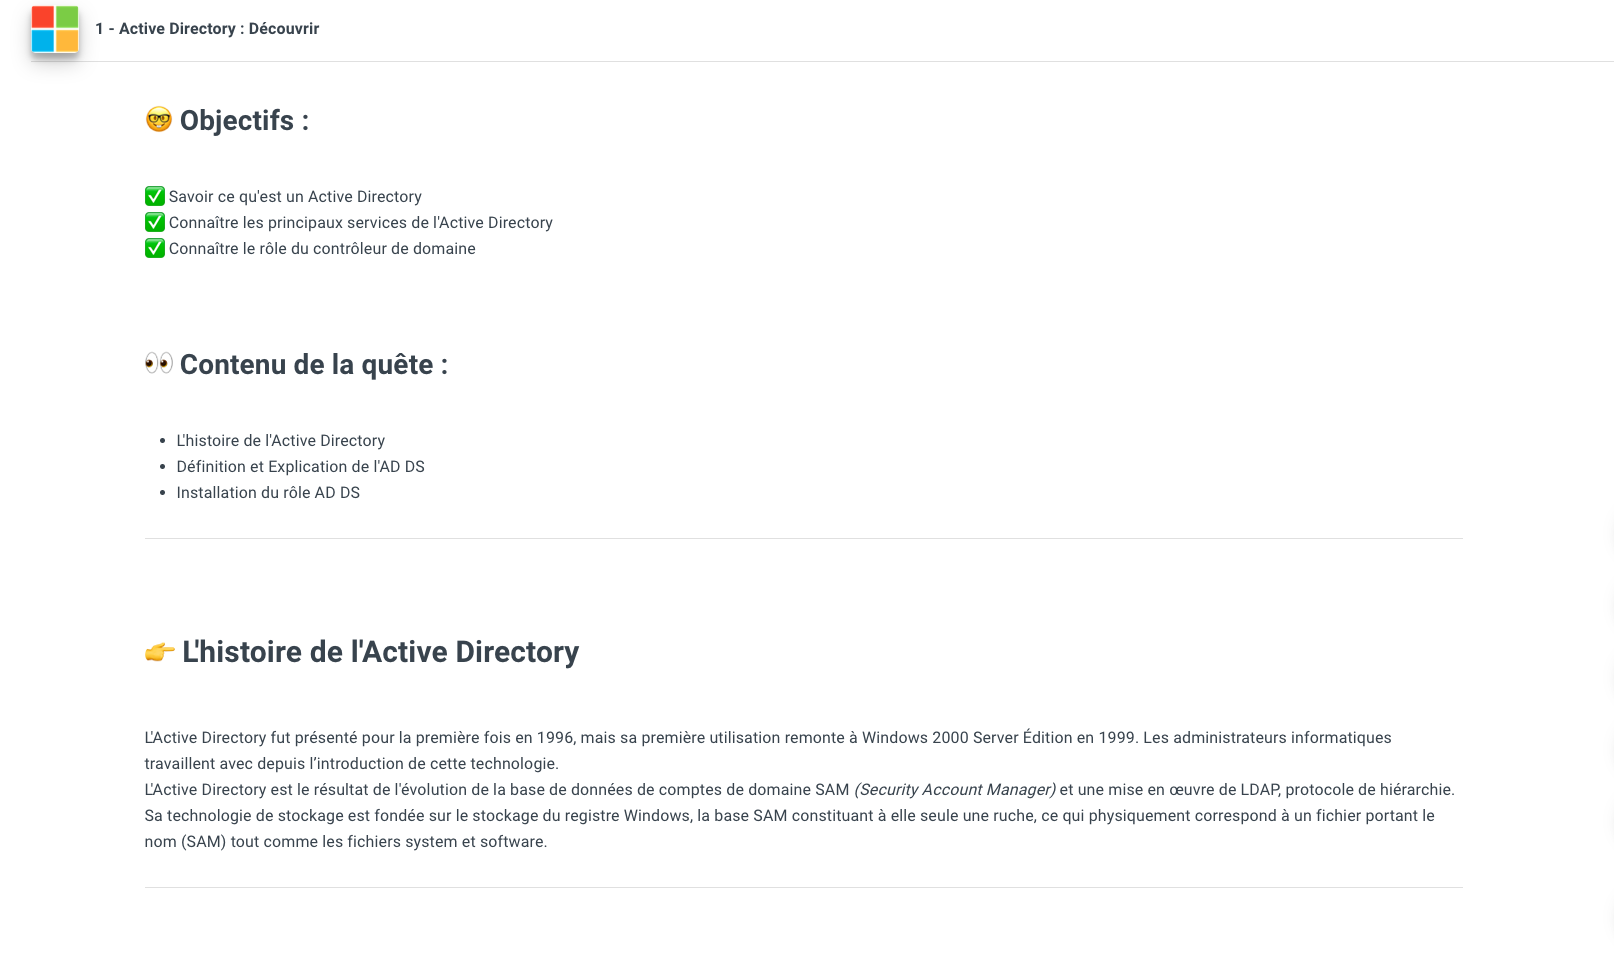 1 - Active Directory : Découvrir
🤓 Objectifs :
✅ Savoir ce qu'est un Active Directory
✅ Connaître les principaux services de l'Active Directory
✅ Connaître le rôle du contrôleur de domaine
👀 Contenu de la quête :
• L'histoire de l'Active Directory
• Définition et Explication de l'AD DS
• Installation du rôle AD DS
👉 L'histoire de l'Active Directory
L'Active Directory fut présenté pour la première fois en 1996, mais sa première utilisation remonte à Windows 2000 Server Édition en 1999. Les administrateurs informatiques
travaillent avec depuis l’introduction de cette technologie.
L'Active Directory est le résultat de l'évolution de la base de données de comptes de domaine SAM (Security Account Manager) et une mise en œuvre de LDAP, protocole de hiérarchie.
Sa technologie de stockage est fondée sur le stockage du registre Windows, la base SAM constituant à elle seule une ruche, ce qui physiquement correspond à un fichier portant le
nom (SAM) tout comme les fichiers system et software.